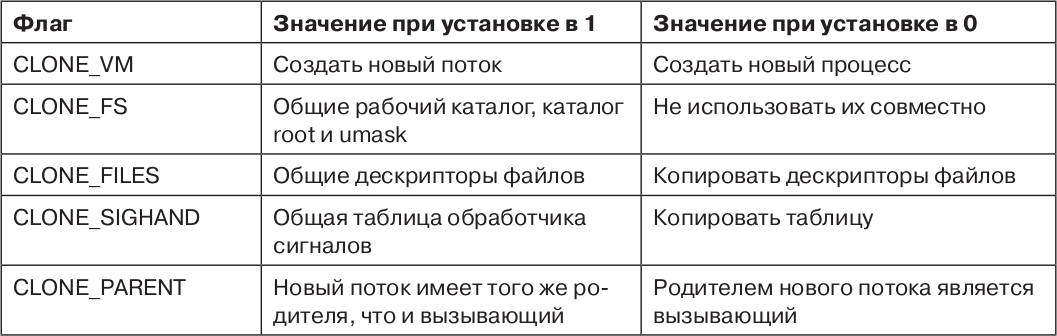 Флаг Значение при установке в 1 Значение при установке в 0
CLONE_VM Создать новый поток Создать новый процесс
CLONE_FS Общие рабочий каталог, каталог Не использовать их совместно
root и umask
CLONE_FILES Общие дескрипторы файлов Копировать дескрипторы файлов
CLONE_SIGHAND Общая таблица обработчика Копировать таблицу
сигналов
CLONE_PARENT Новый поток имеет того же ро- Родителем нового потока является
дителя, что и вызывающий вызывающий